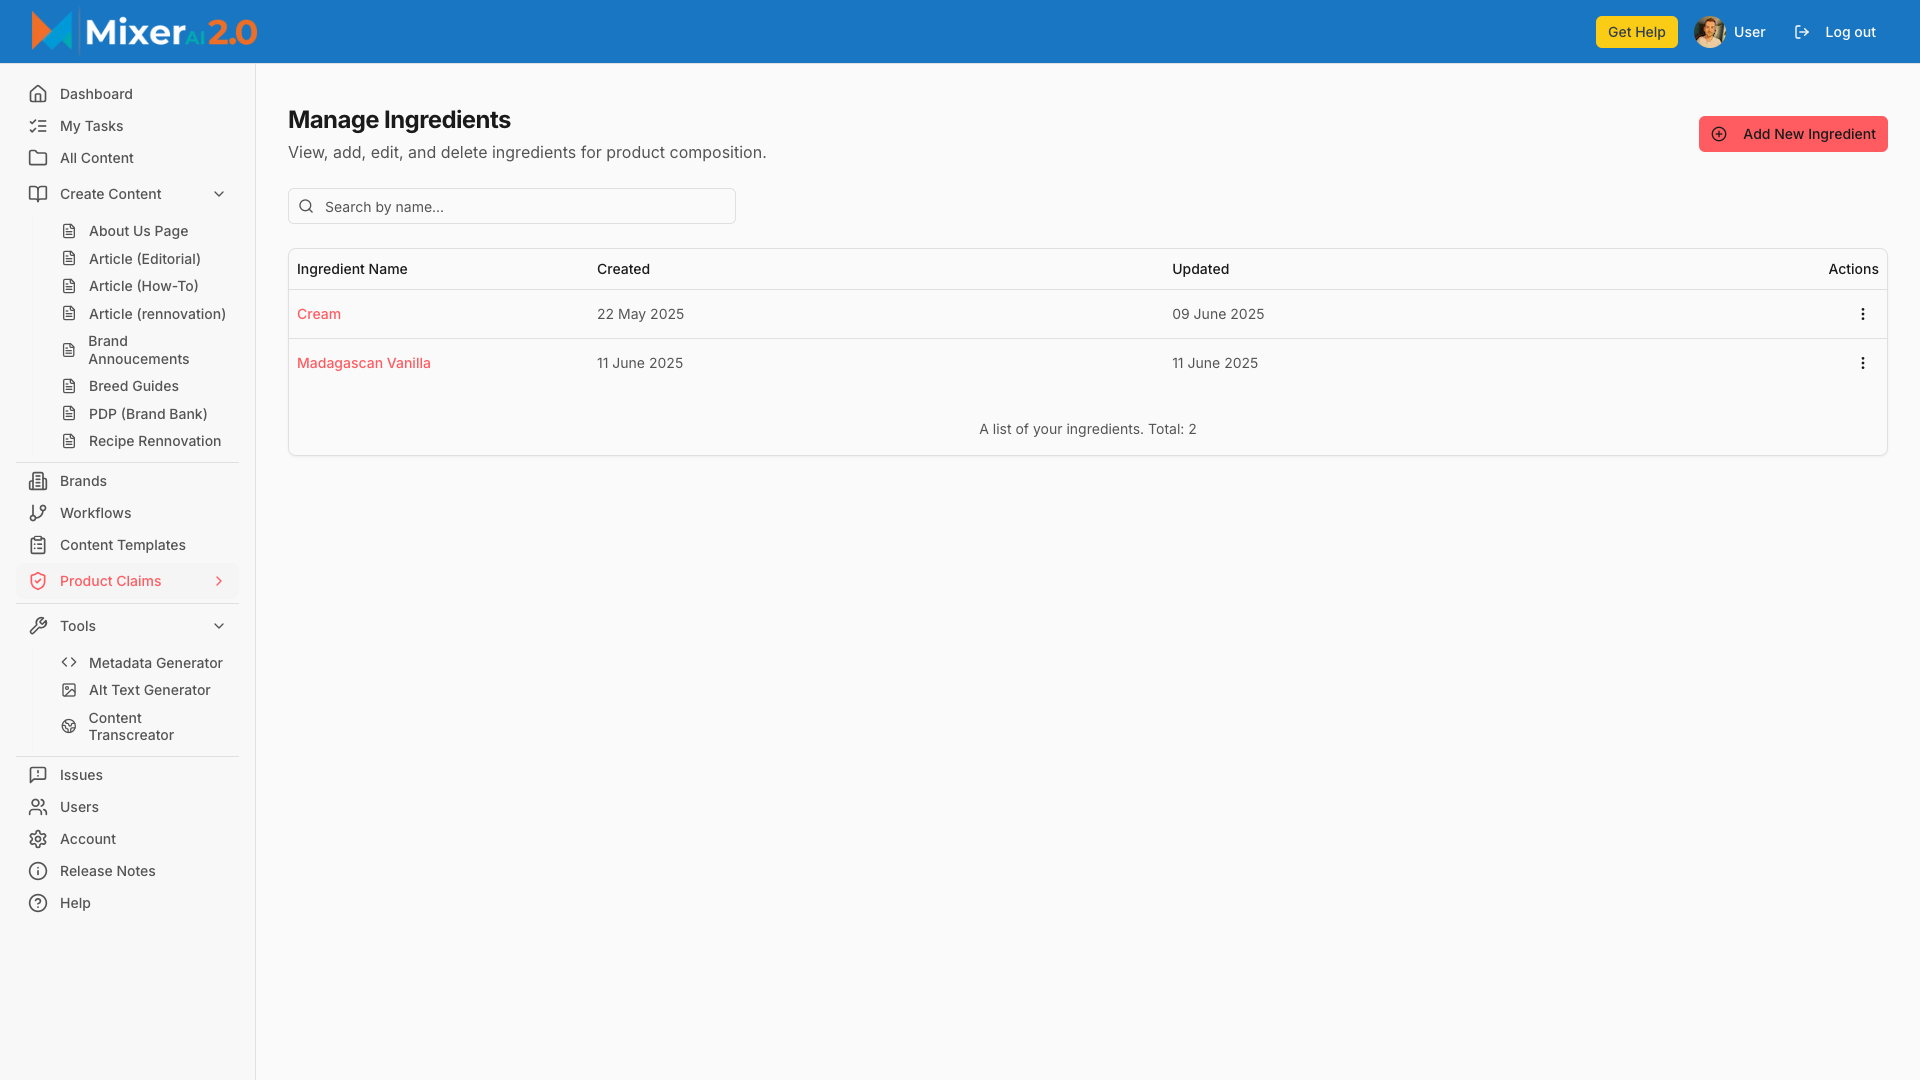 MixerAI 2.0
Get Help
User
Log out
Dashboard
My Tasks
All Content
Create Content
About Us Page
Article (Editorial)
Article (How-To)
Article (rennovation)
Brand
Annoucements
Breed Guides
PDP (Brand Bank)
Recipe Rennovation
Brands
Workflows
Content Templates
Product Claims
Tools
Metadata Generator
Alt Text Generator
Content
Transcreator
Issues
Users
Account
Release Notes
Help
Manage Ingredients
View, add, edit, and delete ingredients for product composition.
Add New Ingredient
Search by name...
Ingredient Name Created Updated Actions
Cream 22 May 2025 09 June 2025
Madagascan Vanilla 11 June 2025 11 June 2025
A list of your ingredients. Total: 2